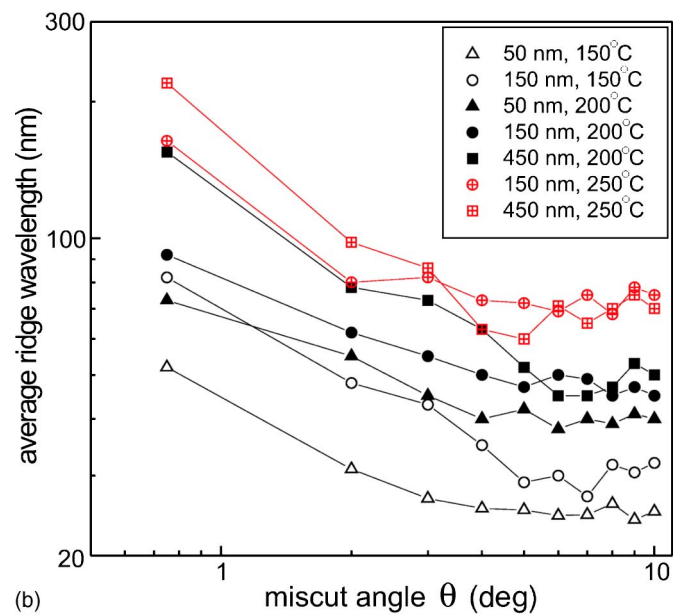 300
50 nm, 150°C
150 nm, 150°C
50 nm, 200°C
150 nm, 200°C
450 nm, 200°C
150 nm, 250°C
450 nm, 250°C
average ridge wavelength (nm)
100
20
1
10
(b)
miscut angle θ (deg)